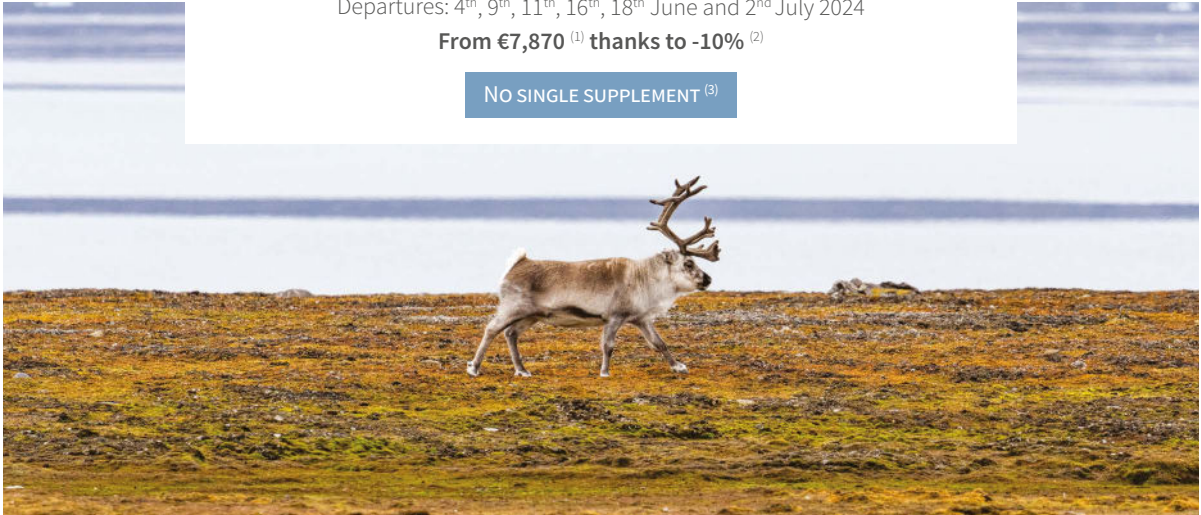 Departures: 4th, 9th, 11th, 16th, 18th June and 2nd July 2024
From €7,870 (1) thanks to -10% (2)
NO SINGLE SUPPLEMENT (3)